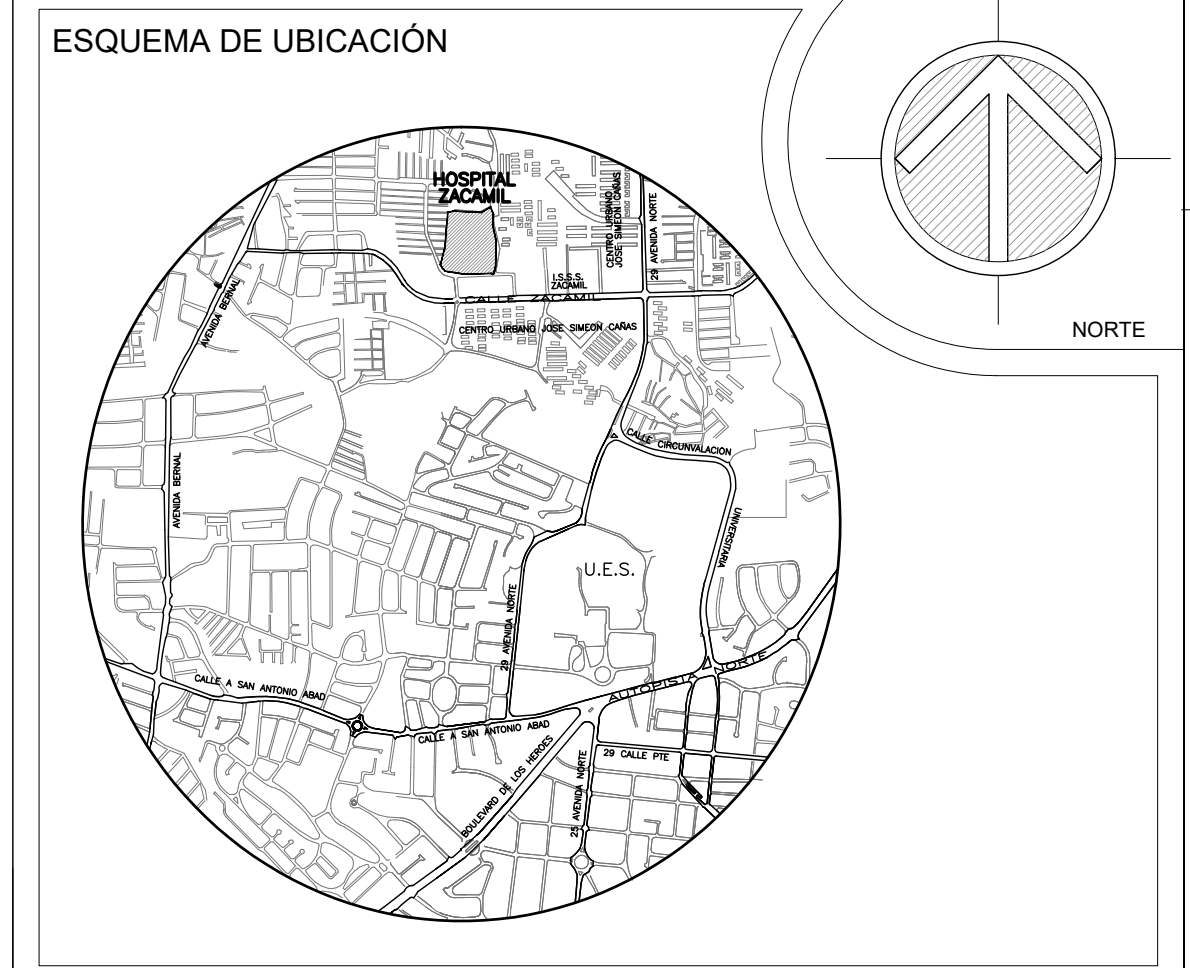 ESQUEMA DE UBICACIÓN
NORTE
HOSPITAL
ZACAMIL
CENTRO URBANO
JOSE SIMEON CAÑAS
29 AVENIDA NORTE
I.S.S.S.
ZACAMIL
CALLE ZACAMIL
CENTRO URBANO JOSE SIMEON CAÑAS
AVENIDA BERNAL
CALLE CIRCUNVALACION
AVENIDA BERNAL
UNIVERSITARIA
U.E.S.
29 AVENIDA NORTE
AUTOPISTA NORTE
CALLE A SAN ANTONIO ABAD
CALLE A SAN ANTONIO ABAD
29 CALLE PTE
BOULEVARD DE LOS HEROES
25 AVENIDA NORTE